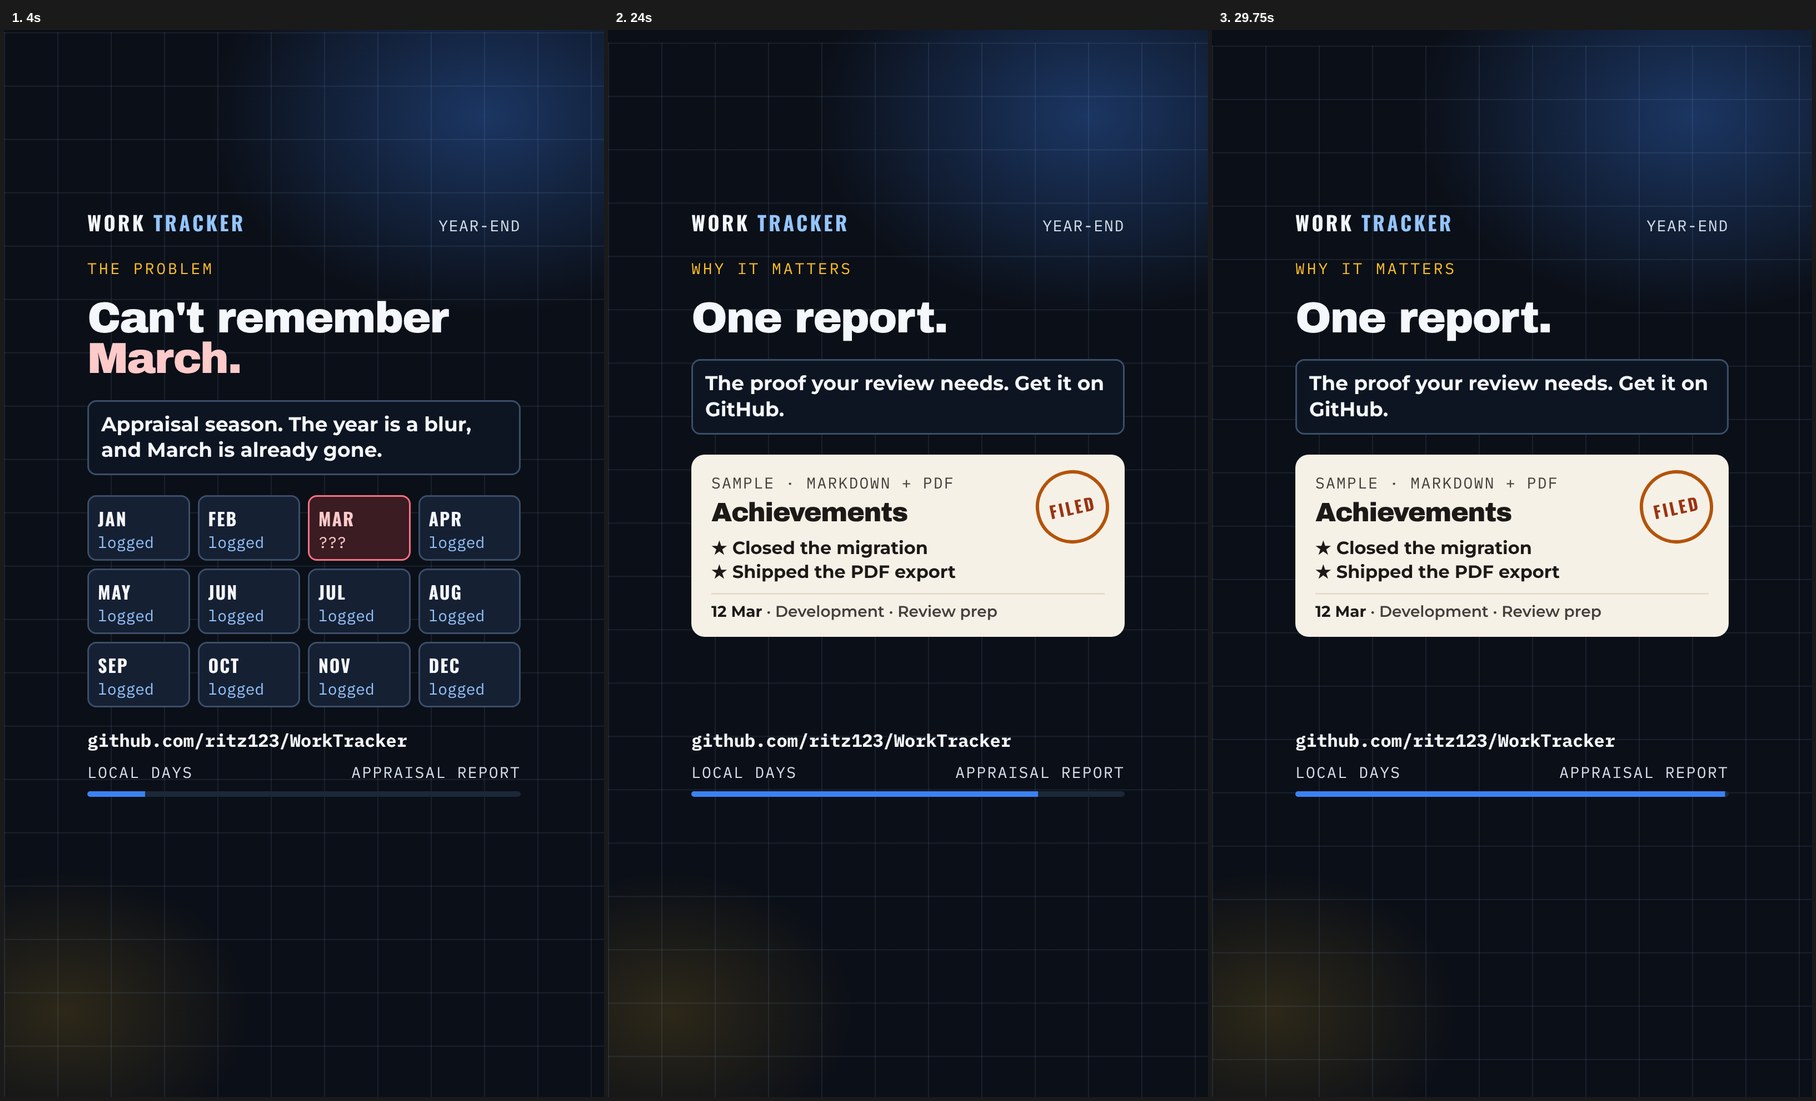 1. 4s
WORK TRACKER
YEAR-END
THE PROBLEM
Can't remember
March.
Appraisal season. The year is a blur,
and March is already gone.
JAN
logged
FEB
logged
MAR
???
APR
logged
MAY
logged
JUN
logged
JUL
logged
AUG
logged
SEP
logged
OCT
logged
NOV
logged
DEC
logged
github.com/ritz123/WorkTracker
LOCAL DAYS
APPRAISAL REPORT
2. 24s
WORK TRACKER
YEAR-END
WHY IT MATTERS
One report.
The proof your review needs. Get it on
GitHub.
SAMPLE · MARKDOWN + PDF
FILED
Achievements
★ Closed the migration
★ Shipped the PDF export
12 Mar · Development · Review prep
github.com/ritz123/WorkTracker
LOCAL DAYS
APPRAISAL REPORT
3. 29.75s
WORK TRACKER
YEAR-END
WHY IT MATTERS
One report.
The proof your review needs. Get it on
GitHub.
SAMPLE · MARKDOWN + PDF
FILED
Achievements
★ Closed the migration
★ Shipped the PDF export
12 Mar · Development · Review prep
github.com/ritz123/WorkTracker
LOCAL DAYS
APPRAISAL REPORT